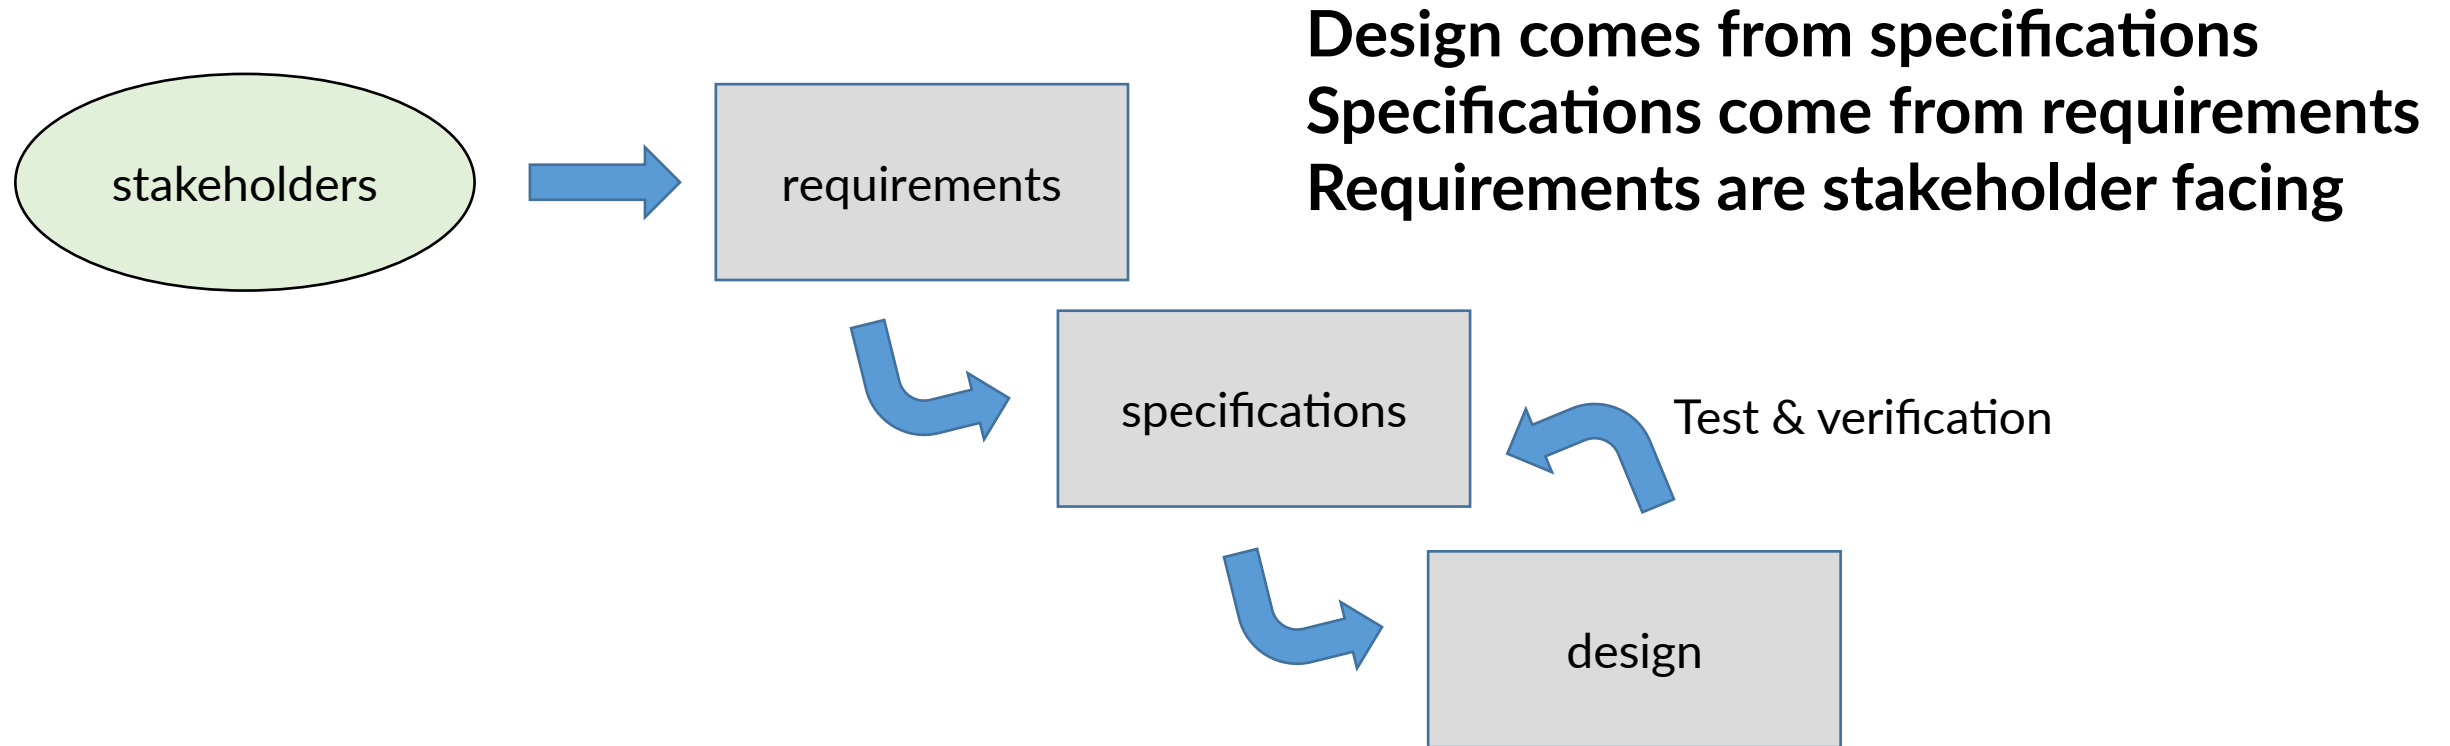 Design comes from specifications
Specifications come from requirements
Requirements are stakeholder facing
stakeholders
requirements
specifications
Test & verification
design